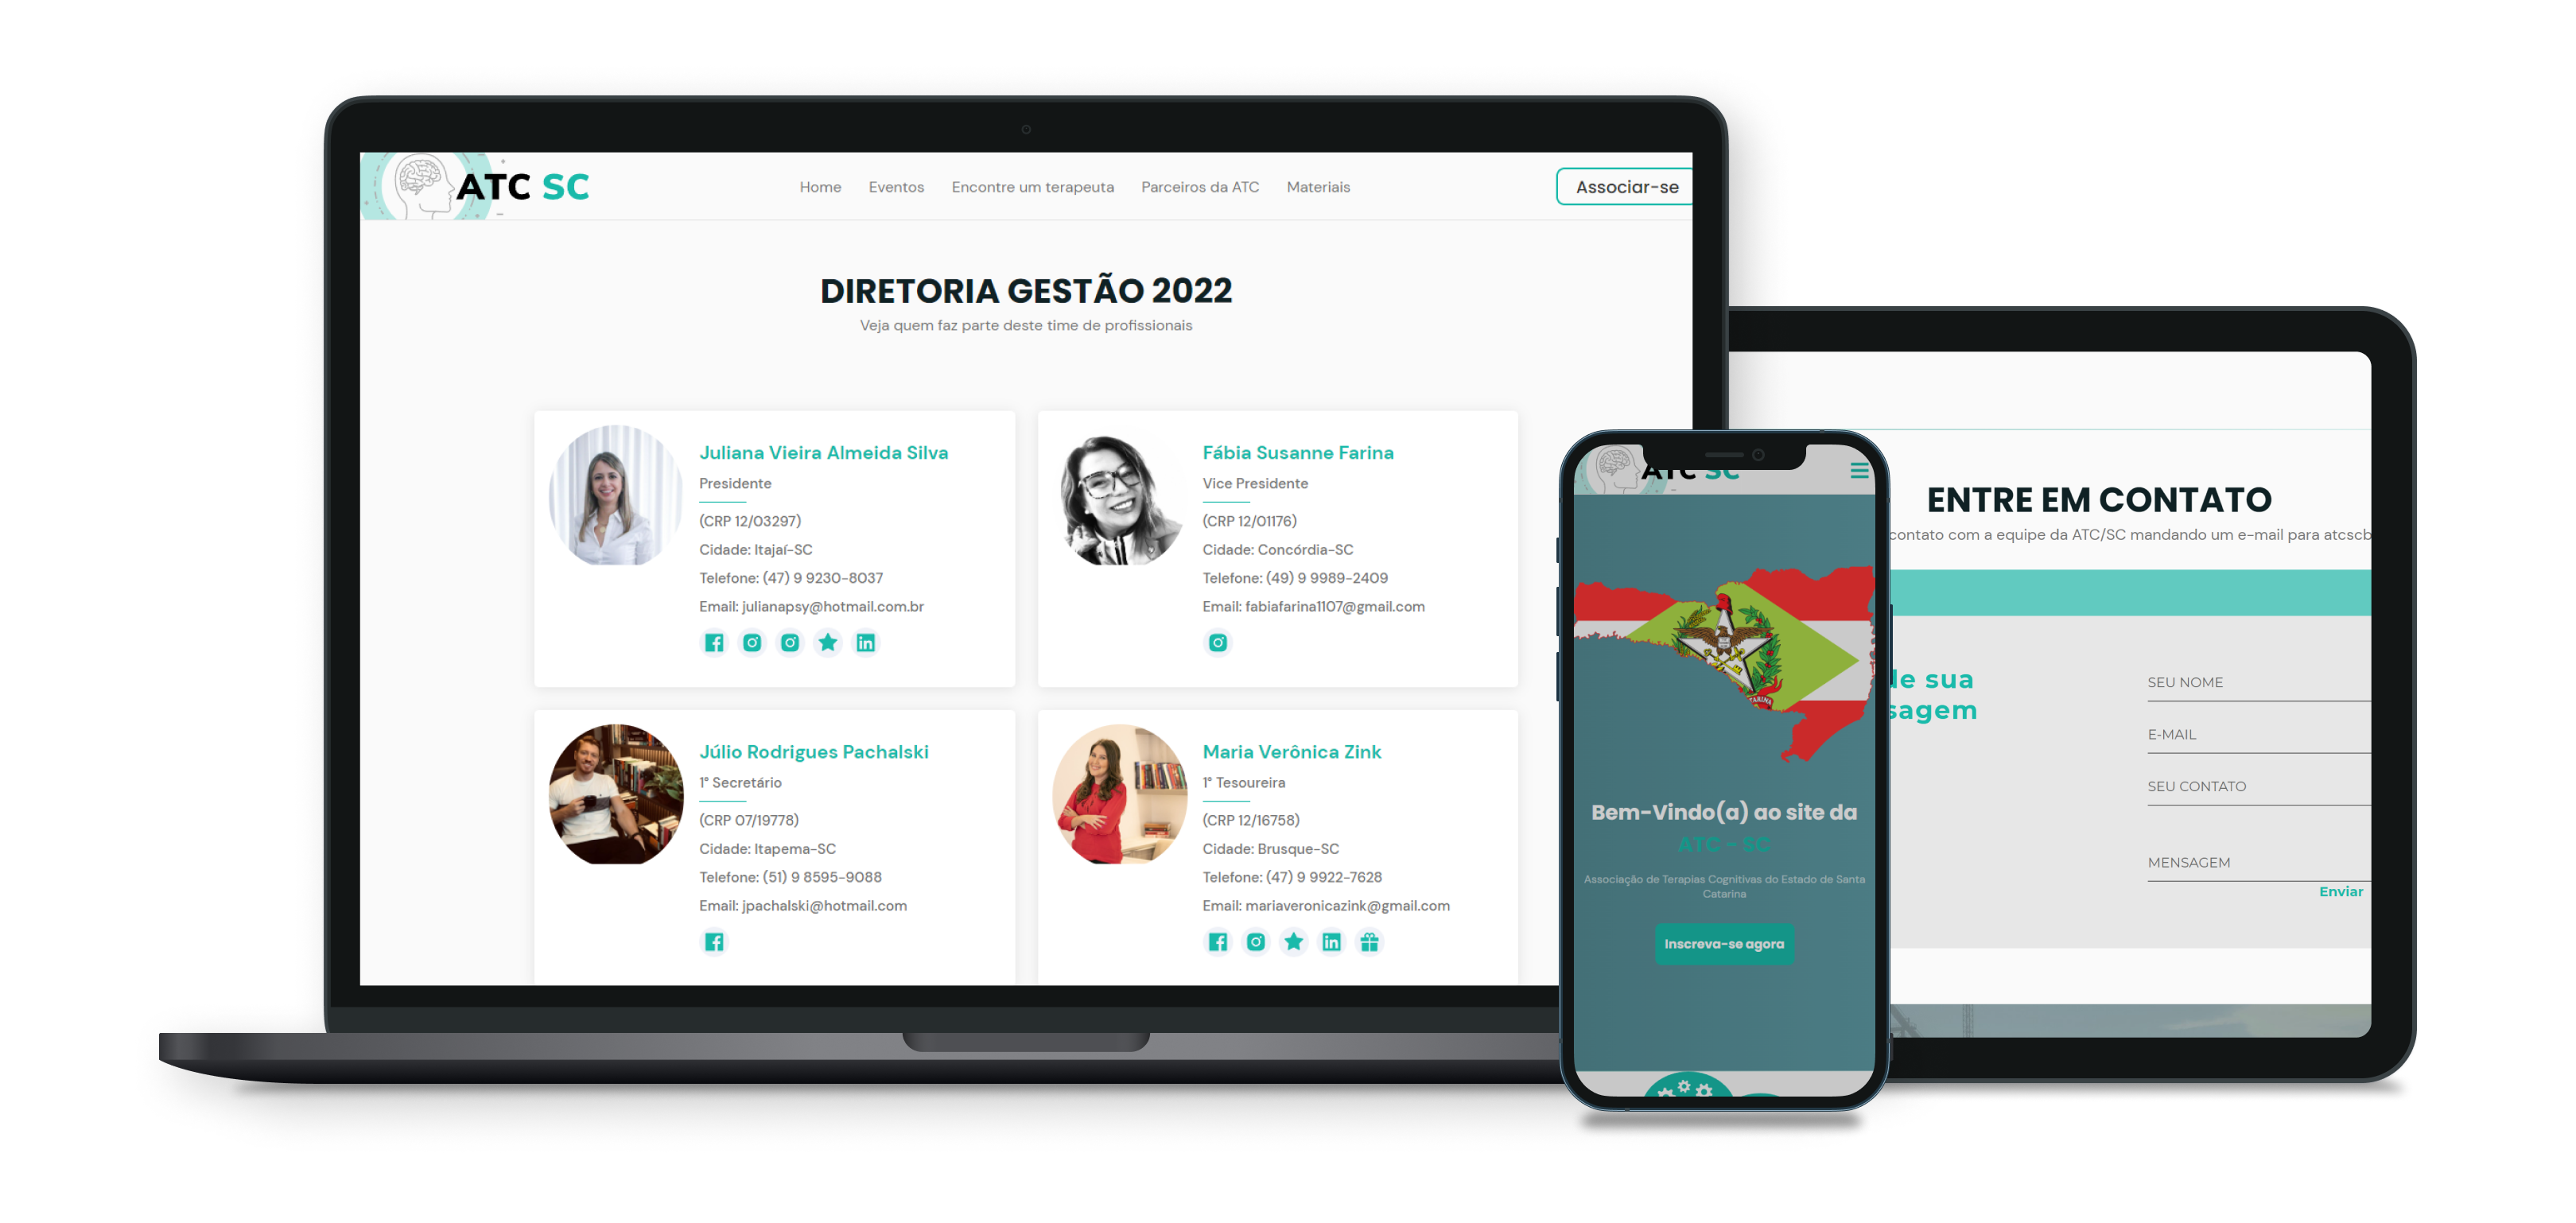 ATC SC
Home Eventos Encontre um terapeuta Parceiros da ATC Materiais
Associar-se
DIRETORIA GESTÃO 2022
Veja quem faz parte deste time de profissionais
Juliana Vieira Almeida Silva
Presidente
(CRP 12/03297)
Cidade: Itajaí-SC
Telefone: (47) 9 9230-8037
Email: julianapsy@hotmail.com.br
Fábia Susanne Farina
Vice Presidente
(CRP 12/01176)
Cidade: Concórdia-SC
Telefone: (49) 9 9989-2409
Email: fabiafarina1107@gmail.com
Júlio Rodrigues Pachalski
1° Secretário
(CRP 07/19778)
Cidade: Itapema-SC
Telefone: (51) 9 8595-9088
Email: jpachalski@hotmail.com
Maria Verônica Zink
1° Tesoureira
(CRP 12/16758)
Cidade: Brusque-SC
Telefone: (47) 9 9922-7628
Email: mariaveronicazink@gmail.com
ATC SC
Bem-Vindo(a) ao site da
ATC - SC
Associação de Terapias Cognitivas do Estado de Santa
Catarina
Inscreva-se agora
ENTRE EM CONTATO
contato com a equipe da ATC/SC mandando um e-mail para atcscb
de sua
sagem
SEU NOME
E-MAIL
SEU CONTATO
MENSAGEM
Enviar